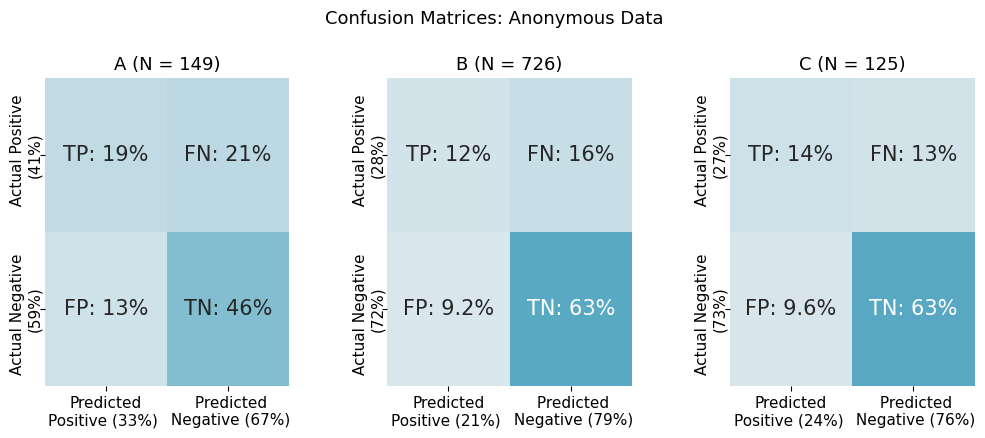 Confusion Matrices: Anonymous Data
A (N = 149)
Actual Positive
(41%)
TP: 19%
FN: 21%
Actual Negative
(59%)
FP: 13%
TN: 46%
Predicted
Positive (33%)
Predicted
Negative (67%)
B (N = 726)
Actual Positive
(28%)
TP: 12%
FN: 16%
Actual Negative
(72%)
FP: 9.2%
TN: 63%
Predicted
Positive (21%)
Predicted
Negative (79%)
C (N = 125)
Actual Positive
(27%)
TP: 14%
FN: 13%
Actual Negative
(73%)
FP: 9.6%
TN: 63%
Predicted
Positive (24%)
Predicted
Negative (76%)